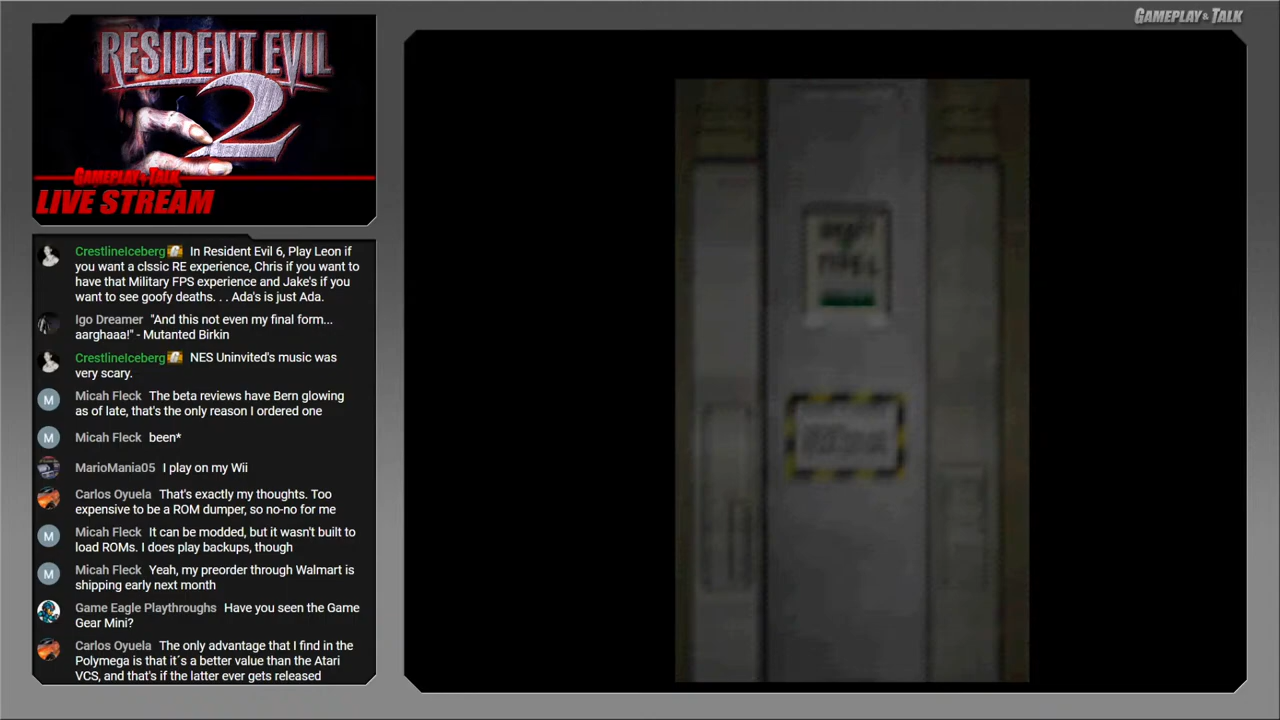 GAMEPLAY & TALK
RESIDENT EVIL
2
GAMEPLAY & TALK
LIVE STREAM
CrestlineIceberg In Resident Evil 6, Play Leon if
you want a clssic RE experience, Chris if you want to
have that Military FPS experience and Jake's if you
want to see goofy deaths. . . Ada's is just Ada.
Igo Dreamer "And this not even my final form...
aarghaaa!" - Mutanted Birkin
CrestlineIceberg NES Uninvited's music was
very scary.
Micah Fleck The beta reviews have Bern glowing
as of late, that's the only reason I ordered one
Micah Fleck been*
MarioMania05 I play on my Wii
Carlos Oyuela That's exactly my thoughts. Too
expensive to be a ROM dumper, so no-no for me
Micah Fleck It can be modded, but it wasn't built to
load ROMs. I does play backups, though
Micah Fleck Yeah, my preorder through Walmart is
shipping early next month
Game Eagle Playthroughs Have you seen the Game
Gear Mini?
Carlos Oyuela The only advantage that I find in the
Polymega is that it´s a better value than the Atari
VCS, and that's if the latter ever gets released
M
M
M
M